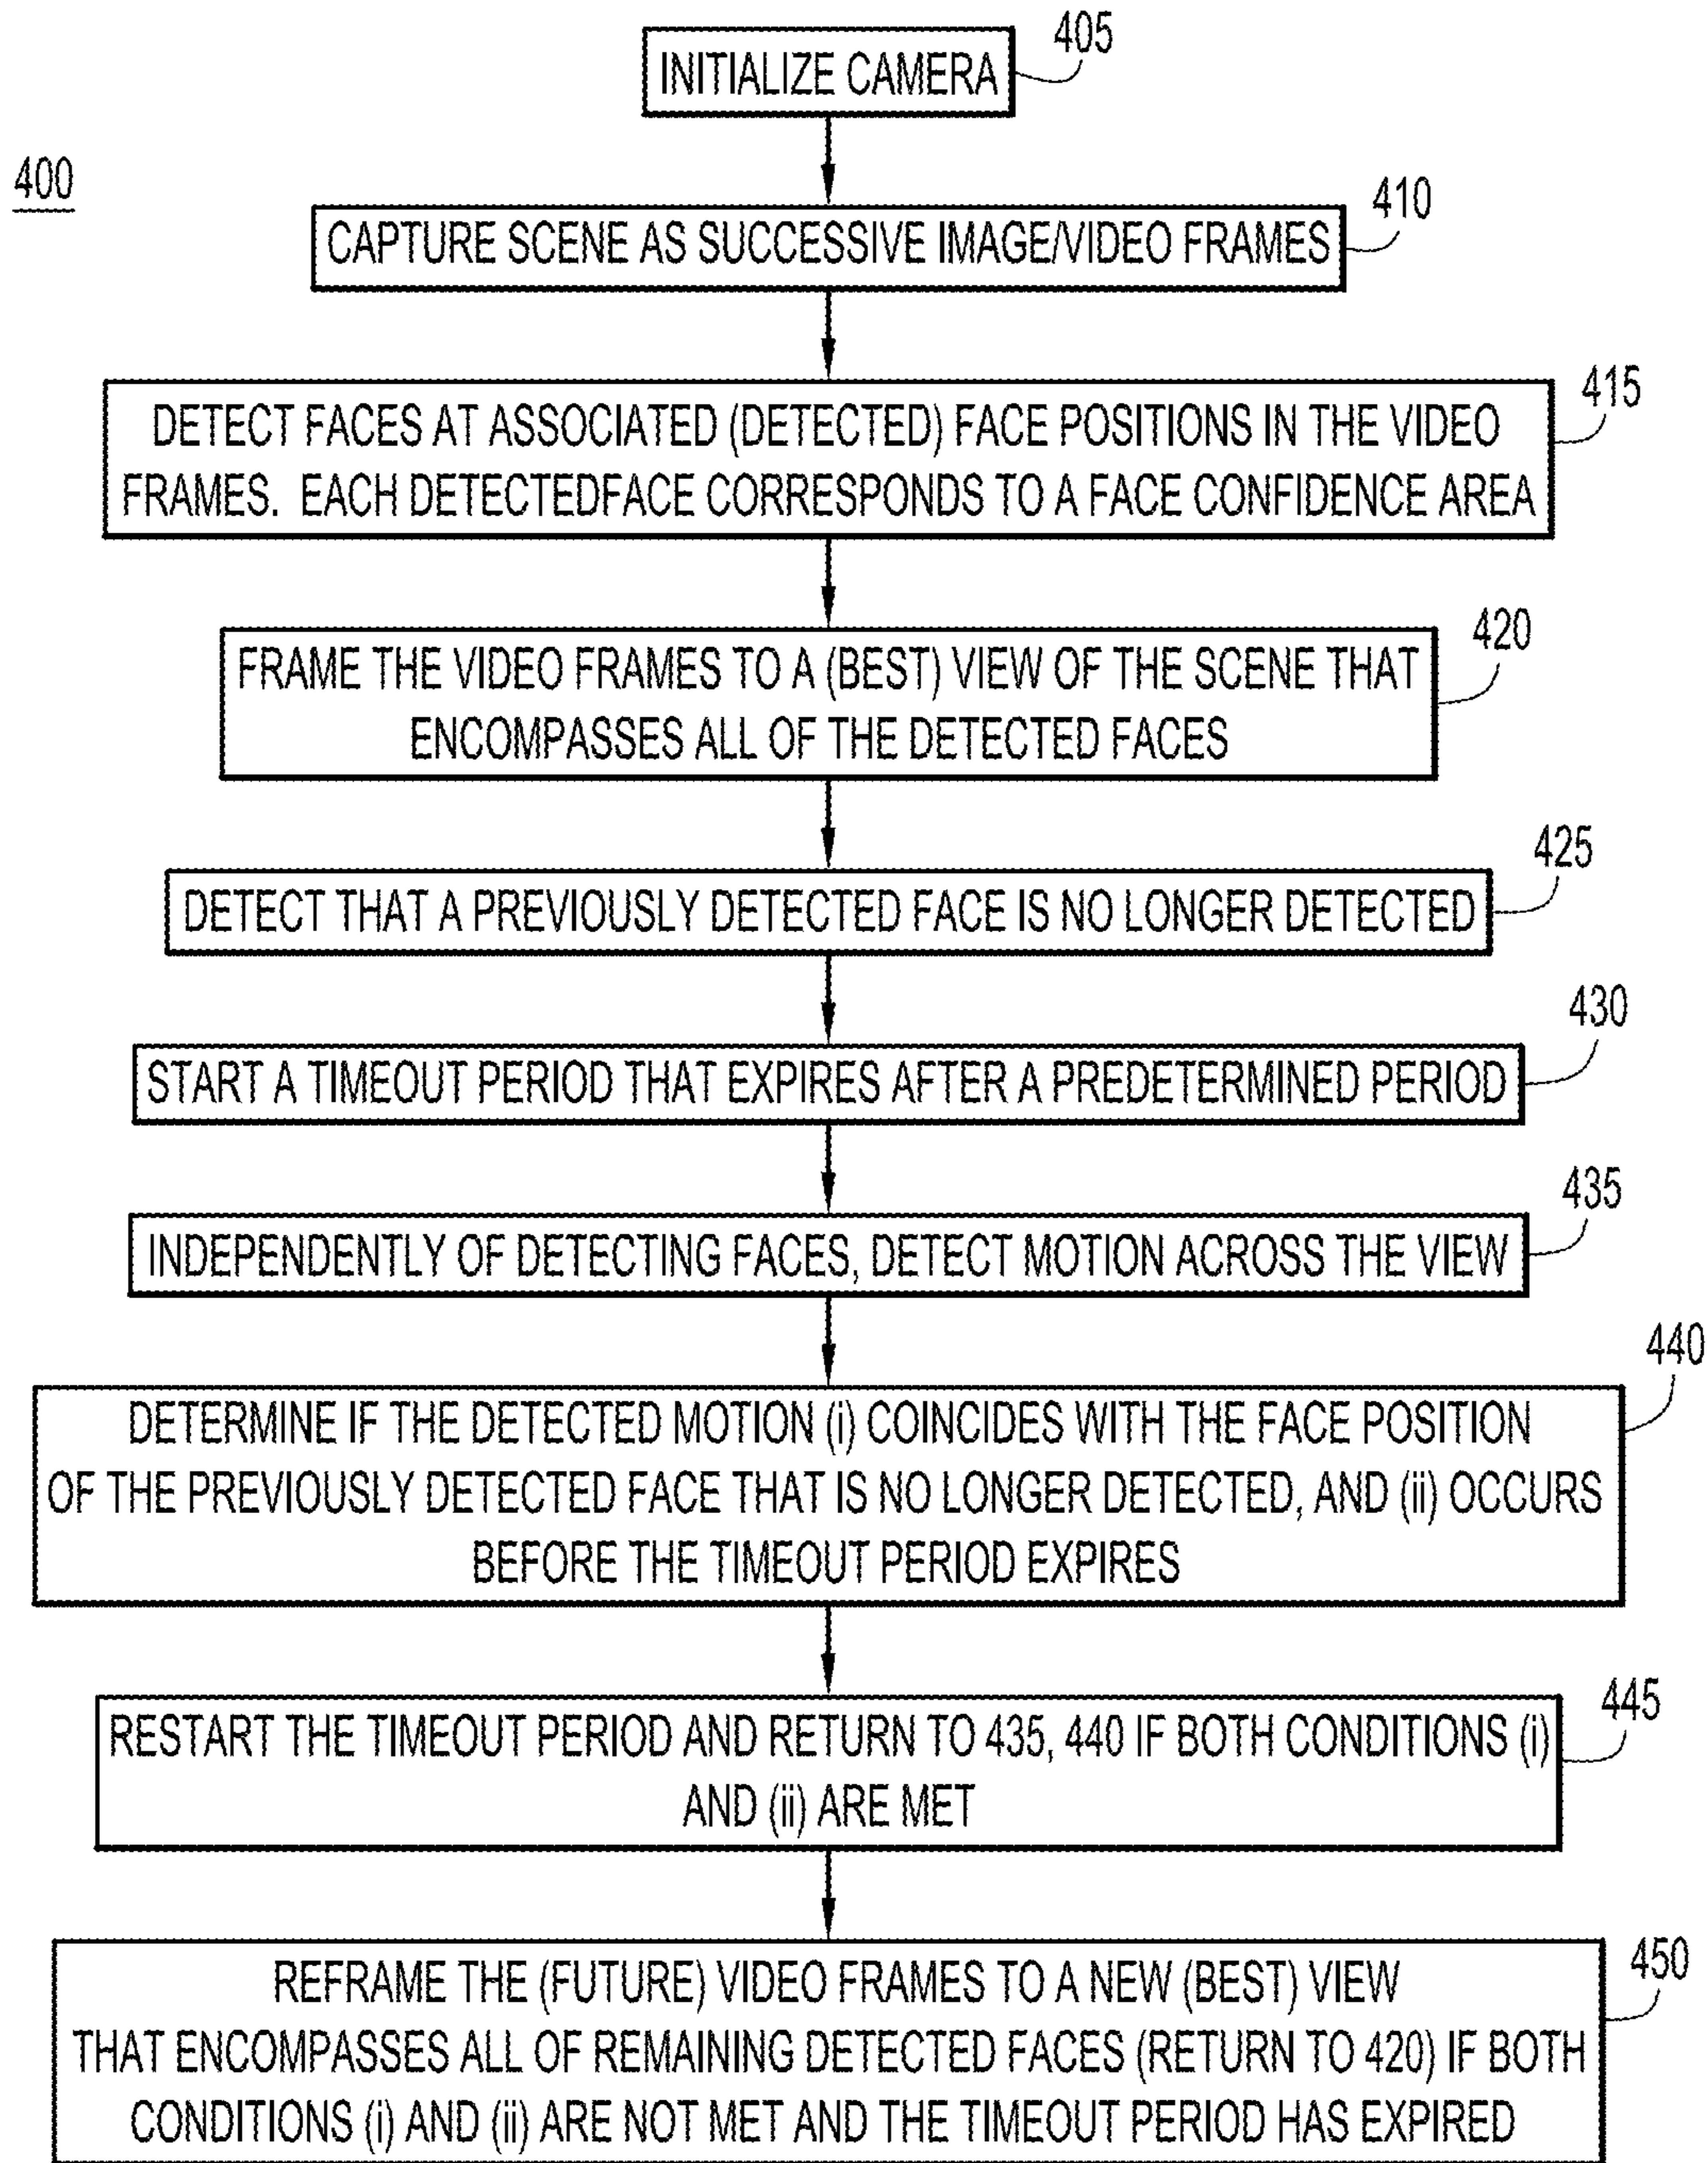 405
INITIALIZE CAMERA
400
410
CAPTURE SCENE AS SUCCESSIVE IMAGE/VIDEO FRAMES
415
DETECT FACES AT ASSOCIATED (DETECTED) FACE POSITIONS IN THE VIDEO
FRAMES. EACH DETECTEDFACE CORRESPONDS TO A FACE CONFIDENCE AREA
420
FRAME THE VIDEO FRAMES TO A (BEST) VIEW OF THE SCENE THAT
ENCOMPASSES ALL OF THE DETECTED FACES
425
DETECT THAT A PREVIOUSLY DETECTED FACE IS NO LONGER DETECTED
430
START A TIMEOUT PERIOD THAT EXPIRES AFTER A PREDETERMINED PERIOD
435
INDEPENDENTLY OF DETECTING FACES, DETECT MOTION ACROSS THE VIEW
440
DETERMINE IF THE DETECTED MOTION (i) COINCIDES WITH THE FACE POSITION
OF THE PREVIOUSLY DETECTED FACE THAT IS NO LONGER DETECTED, AND (ii) OCCURS
BEFORE THE TIMEOUT PERIOD EXPIRES
445
RESTART THE TIMEOUT PERIOD AND RETURN TO 435, 440 IF BOTH CONDITIONS (i)
AND (ii) ARE MET
450
REFRAME THE (FUTURE) VIDEO FRAMES TO A NEW (BEST) VIEW
THAT ENCOMPASSES ALL OF REMAINING DETECTED FACES (RETURN TO 420) IF BOTH
CONDITIONS (i) AND (ii) ARE NOT MET AND THE TIMEOUT PERIOD HAS EXPIRED